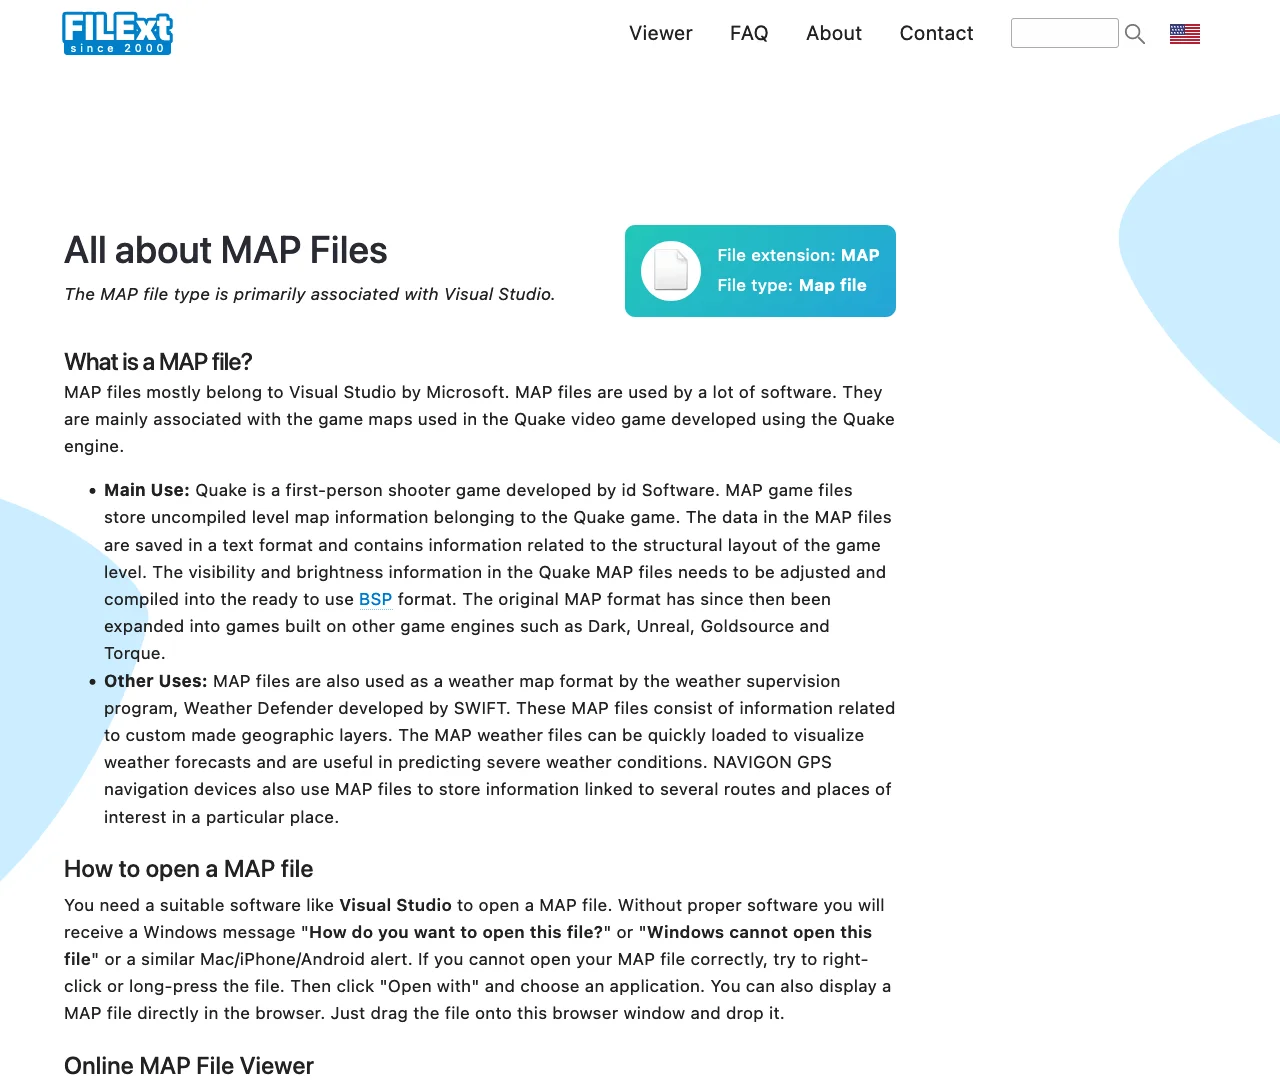 FILExt
since 2000
Viewer FAQ About Contact
All about MAP Files
The MAP file type is primarily associated with Visual Studio.
File extension: MAP
File type: Map file
What is a MAP file?
MAP files mostly belong to Visual Studio by Microsoft. MAP files are used by a lot of software. They
are mainly associated with the game maps used in the Quake video game developed using the Quake
engine.
• Main Use: Quake is a first-person shooter game developed by id Software. MAP game files
store uncompiled level map information belonging to the Quake game. The data in the MAP files
are saved in a text format and contains information related to the structural layout of the game
level. The visibility and brightness information in the Quake MAP files needs to be adjusted and
compiled into the ready to use BSP format. The original MAP format has since then been
expanded into games built on other game engines such as Dark, Unreal, Goldsource and
Torque.
• Other Uses: MAP files are also used as a weather map format by the weather supervision
program, Weather Defender developed by SWIFT. These MAP files consist of information related
to custom made geographic layers. The MAP weather files can be quickly loaded to visualize
weather forecasts and are useful in predicting severe weather conditions. NAVIGON GPS
navigation devices also use MAP files to store information linked to several routes and places of
interest in a particular place.
How to open a MAP file
You need a suitable software like Visual Studio to open a MAP file. Without proper software you will
receive a Windows message "How do you want to open this file?" or "Windows cannot open this
file" or a similar Mac/iPhone/Android alert. If you cannot open your MAP file correctly, try to right-
click or long-press the file. Then click "Open with" and choose an application. You can also display a
MAP file directly in the browser. Just drag the file onto this browser window and drop it.
Online MAP File Viewer